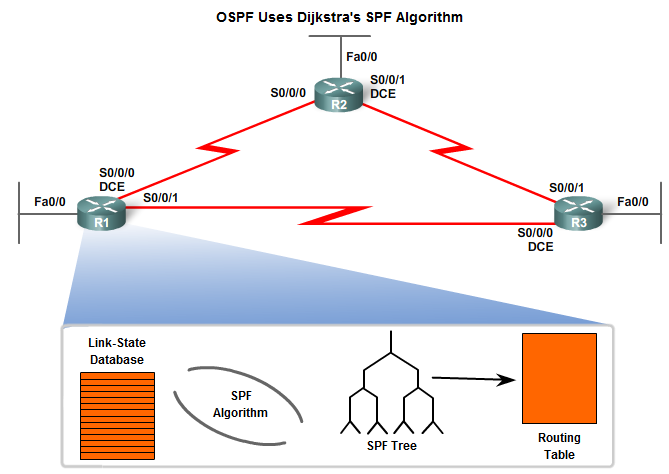 OSPF Uses Dijkstra's SPF Algorithm
Fa0/0
S0/0/0
S0/0/1
DCE
R2
S0/0/0
DCE
S0/0/1
Fa0/0
R1
S0/0/1
Fa0/0
R3
S0/0/0
DCE
Link-State
Database
SPF
Algorithm
SPF Tree
Routing
Table